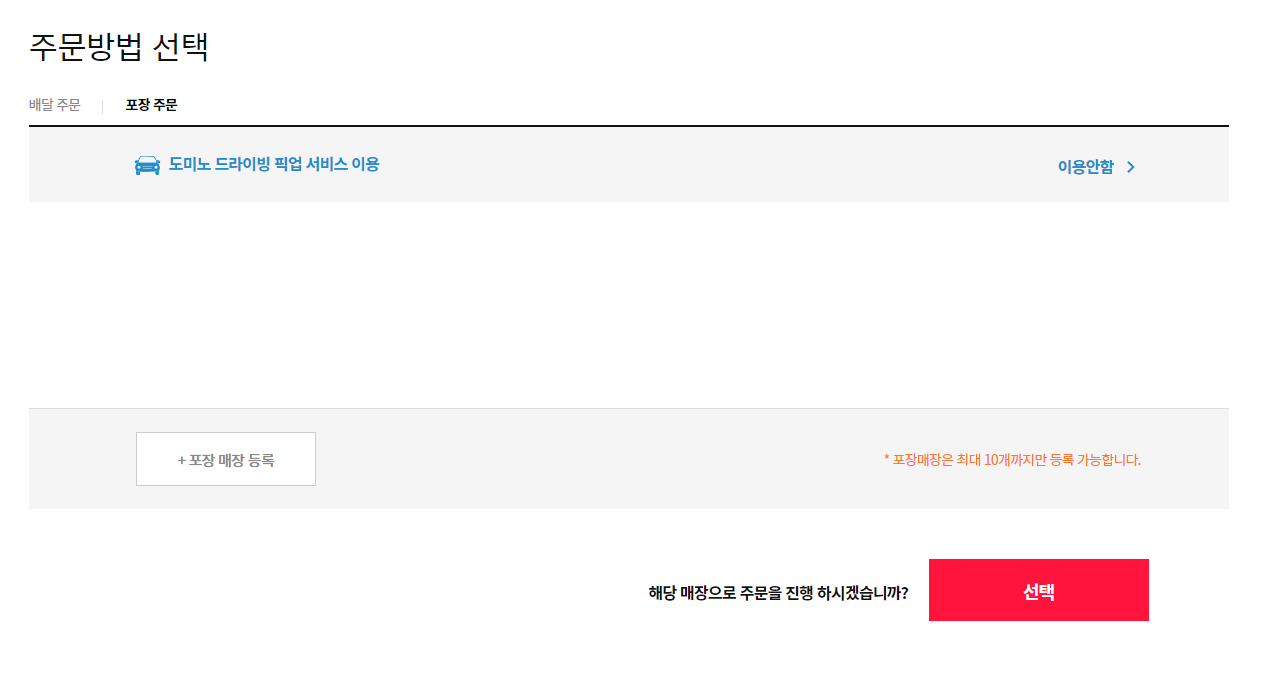 주문방법 선택
배달 주문
포장 주문
도미노 드라이빙 픽업 서비스 이용
이용안함
+ 포장 매장 등록
* 포장매장은 최대 10개까지만 등록 가능합니다.
해당 매장으로 주문을 진행 하시겠습니까?
선택